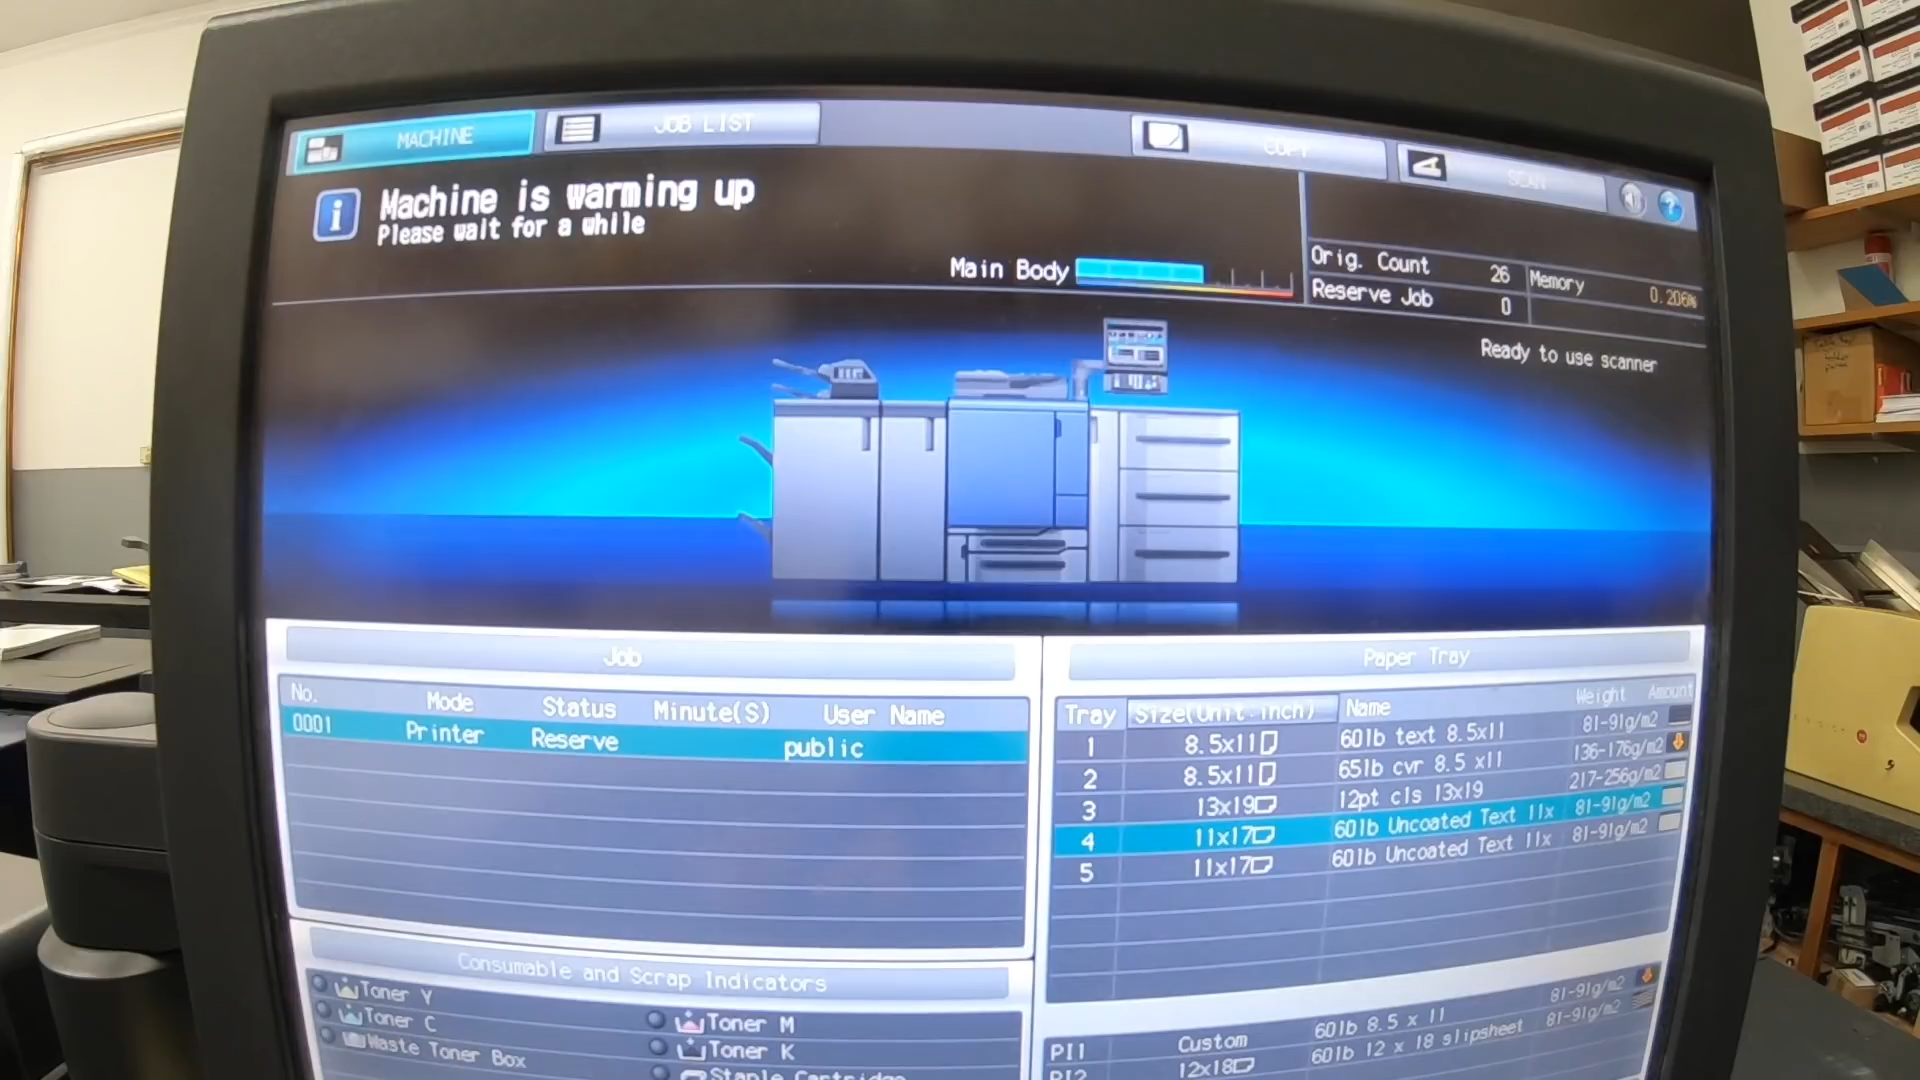 MACHINE
JOB LIST
COPY
SCAN
Machine is warming up
Please wait for a while
Main Body
Orig. Count 26
Memory 0.206%
Reserve Job 0
Ready to use scanner
Job
No. Mode Status Minute(S) User Name
0001 Printer Reserve public
Paper Tray
Tray Size(Unit:inch) Name Weight Amount
1 8.5x11 60lb text 8.5x11 81-91g/m2
2 8.5x11 65lb cvr 8.5 x11 136-176g/m2
3 13x19 12pt cls 13x19 217-256g/m2
4 11x17 60lb Uncoated Text 11x 81-91g/m2
5 11x17 60lb Uncoated Text 11x 81-91g/m2
Consumable and Scrap Indicators
Toner Y
Toner M
Toner C
Toner K
Waste Toner Box
Staple Cartridge
PI1 Custom 60lb 8.5 x 11 81-91g/m2
PI2 12x18 60lb 12 x 18 slipsheet 81-91g/m2